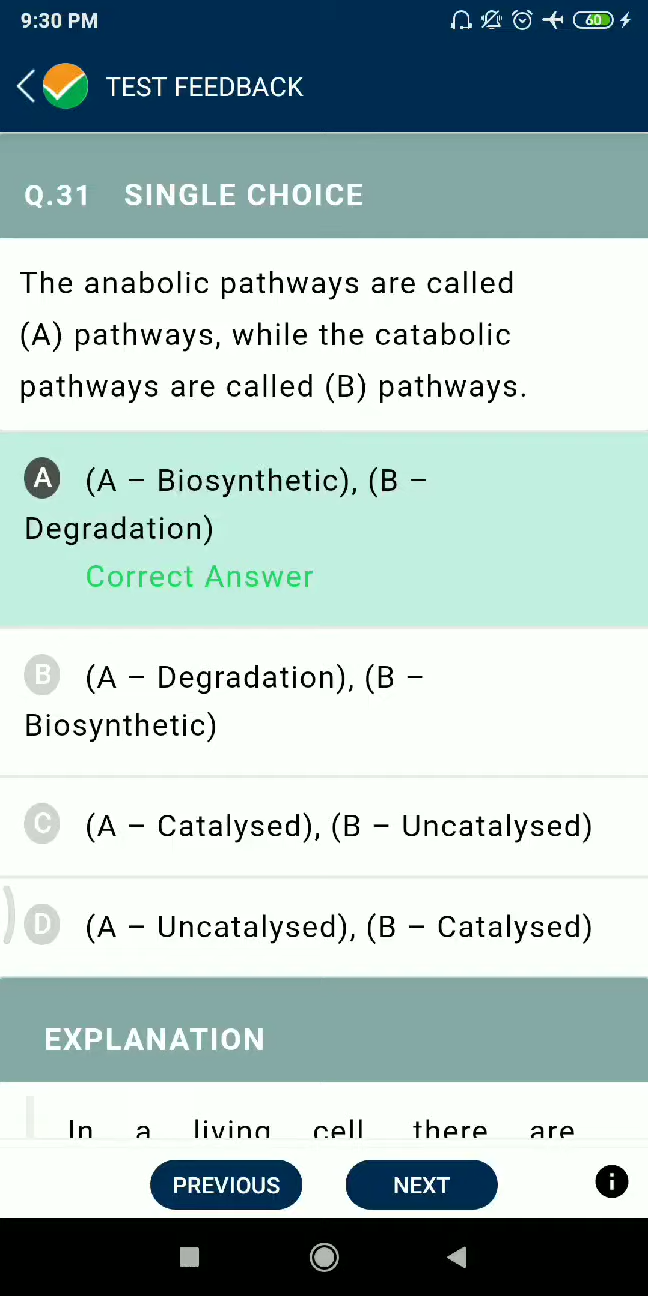 9:30 PM
60
TEST FEEDBACK
Q.31 SINGLE CHOICE
The anabolic pathways are called
(A) pathways, while the catabolic
pathways are called (B) pathways.
A (A – Biosynthetic), (B –
Degradation)
Correct Answer
B (A – Degradation), (B –
Biosynthetic)
C (A – Catalysed), (B – Uncatalysed)
D (A – Uncatalysed), (B – Catalysed)
EXPLANATION
In a living cell there are
PREVIOUS NEXT